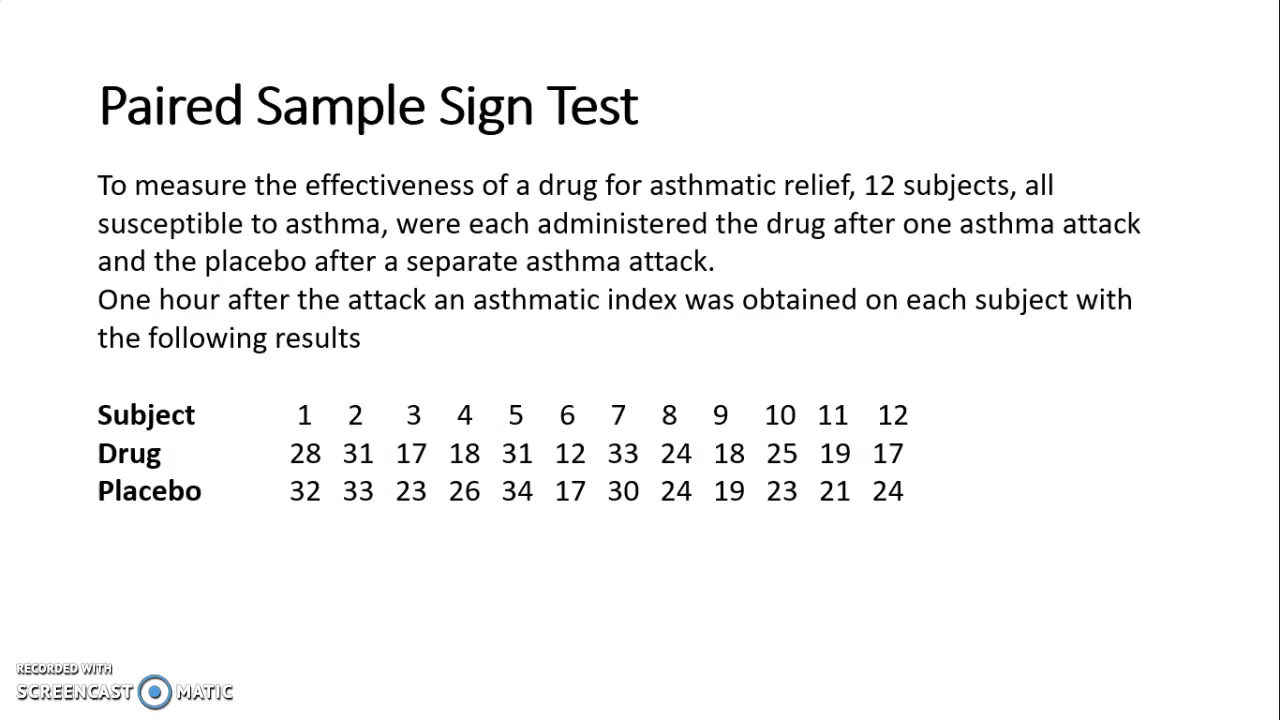 Paired Sample Sign Test
To measure the effectiveness of a drug for asthmatic relief, 12 subjects, all
susceptible to asthma, were each administered the drug after one asthma attack
and the placebo after a separate asthma attack.
One hour after the attack an asthmatic index was obtained on each subject with
the following results
Subject 1 2 3 4 5 6 7 8 9 10 11 12
Drug 28 31 17 18 31 12 33 24 18 25 19 17
Placebo 32 33 23 26 34 17 30 24 19 23 21 24
RECORDED WITH
SCREENCAST MATIC